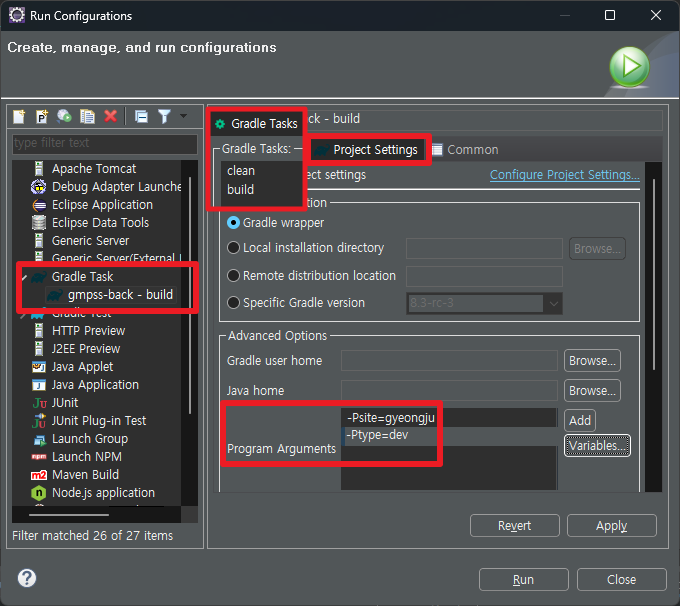 Run Configurations
Create, manage, and run configurations
type filter text
Apache Tomcat
Debug Adapter Launche
Eclipse Application
Eclipse Data Tools
Generic Server
Generic Server(External
Gradle Task
gmpss-back - build
Gradle Test
HTTP Preview
J2EE Preview
Java Applet
Java Application
JUnit
JUnit Plug-in Test
Launch Group
Launch NPM
Maven Build
Node.js application
Filter matched 26 of 27 items
ck - build
Gradle Tasks
Gradle Tasks:
clean
build
Project Settings
Common
ct settings
Configure Project Settings...
tion
Gradle wrapper
Local installation directory
Browse...
Remote distribution location
Specific Gradle version
8.3-rc-3
Advanced Options
Gradle user home
Browse...
Java home
Browse...
Program Arguments
-Psite=gyeongju
-Ptype=dev
Add
Variables...
Revert
Apply
Run
Close